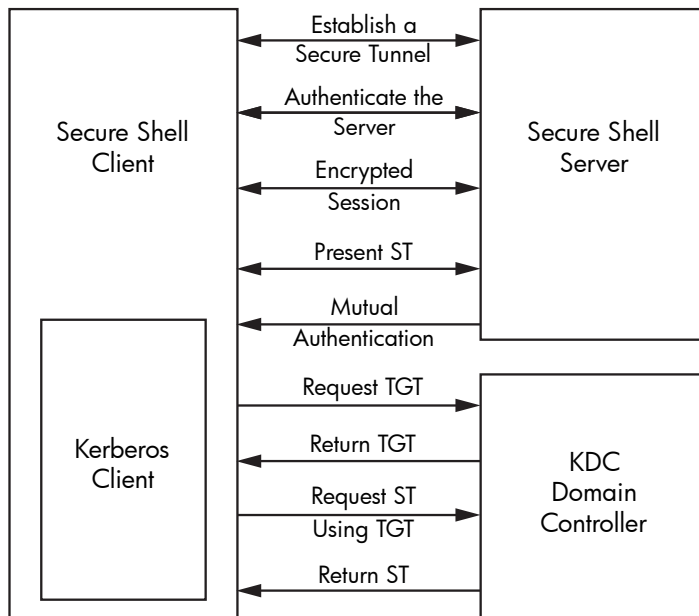 Establish a
Secure Tunnel
Authenticate the
Server
Secure Shell
Client
Secure Shell
Server
Encrypted
Session
Present ST
Mutual
Authentication
Request TGT
Kerberos
Client
Return TGT
KDC
Domain
Controller
Request ST
Using TGT
Return ST